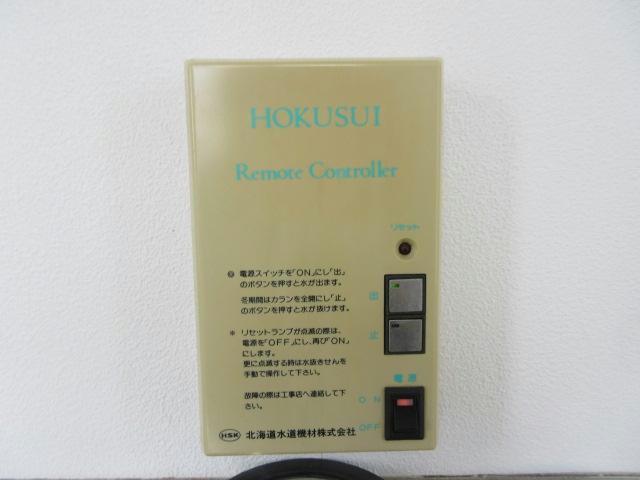 HOKUSUI
Remote Controller
リセット
◎ 電源スイッチを「ON」にし「出」
のボタンを押すと水が出ます。
冬期間はカランを全開にし「止」
のボタンを押すと水が抜けます。
出
止
※ リセットランプが点滅の際は、
電源を「OFF」にし、再び「ON」
にします。
更に点滅する時は水抜きせんを
手動で操作して下さい。
故障の際は工事店へ連絡して下
さい。
電源
ON
OFF
HSK 北海道水道機材株式会社